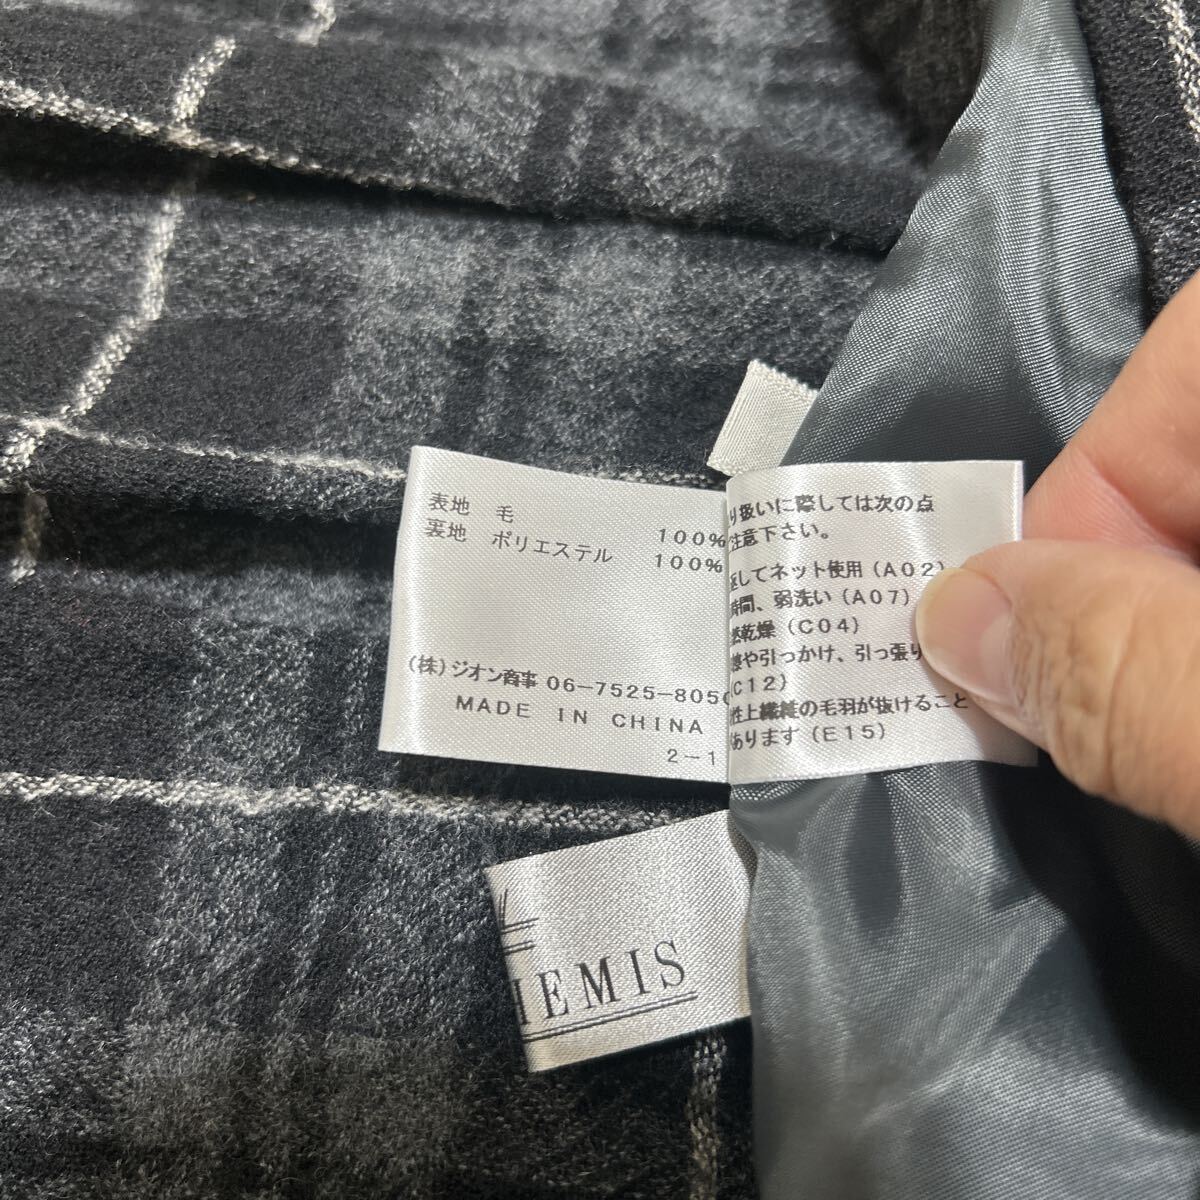 表地 毛 100%
裏地 ポリエステル 100%
(株)ジオン商事 06-7525-805
MADE IN CHINA
2-1
り扱いに際しては次の点
注意下さい。
返してネット使用(A02)
時間、弱洗い(A07)
然乾燥(C04)
擦や引っかけ、引っ張り
(C12)
性上繊維の毛羽が抜けること
あります(E15)
HEMIS